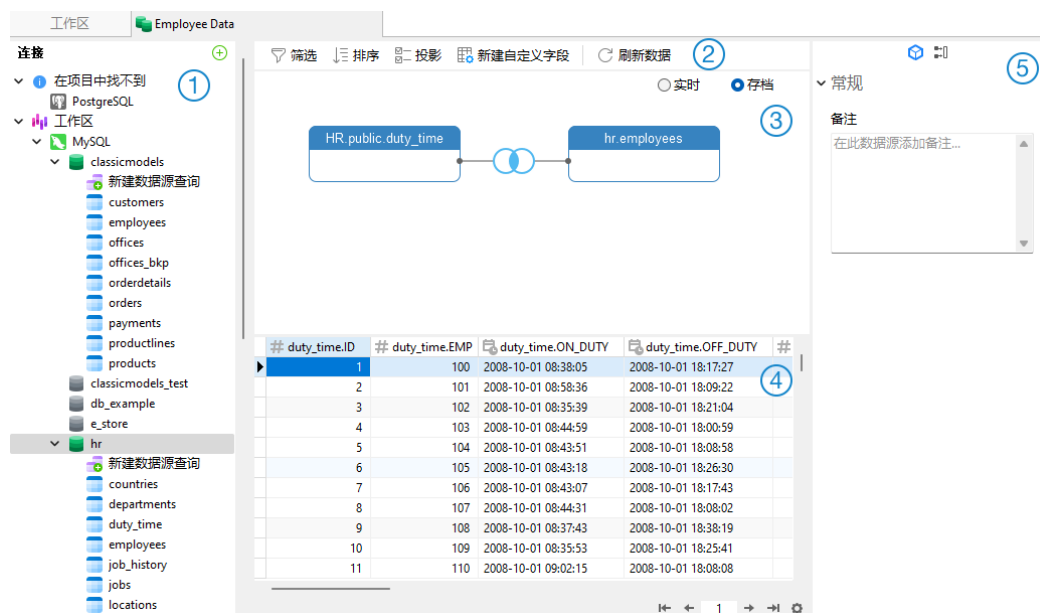 工作区
Employee Data
连接
①
在项目中找不到
PostgreSQL
工作区
MySQL
classicmodels
新建数据源查询
customers
employees
offices
offices_bkp
orderdetails
orders
payments
productlines
products
classicmodels_test
db_example
e_store
hr
新建数据源查询
countries
departments
duty_time
employees
job_history
jobs
locations
筛选 排序 投影 新建自定义字段 刷新数据 ②
实时 存档
③
HR.public.duty_time hr.employees
# duty_time.ID # duty_time.EMP duty_time.ON_DUTY duty_time.OFF_DUTY #
1 100 2008-10-01 08:38:05 2008-10-01 18:17:27
④
2 101 2008-10-01 08:58:36 2008-10-01 18:09:22
3 102 2008-10-01 08:35:39 2008-10-01 18:21:04
4 103 2008-10-01 08:44:59 2008-10-01 18:00:59
5 104 2008-10-01 08:43:51 2008-10-01 18:08:58
6 105 2008-10-01 08:43:18 2008-10-01 18:26:30
7 106 2008-10-01 08:43:07 2008-10-01 18:17:43
8 107 2008-10-01 08:44:31 2008-10-01 18:08:02
9 108 2008-10-01 08:37:43 2008-10-01 18:38:19
10 109 2008-10-01 08:35:53 2008-10-01 18:25:41
11 110 2008-10-01 09:02:15 2008-10-01 18:08:08
1
⑤
常规
备注
在此数据源添加备注...